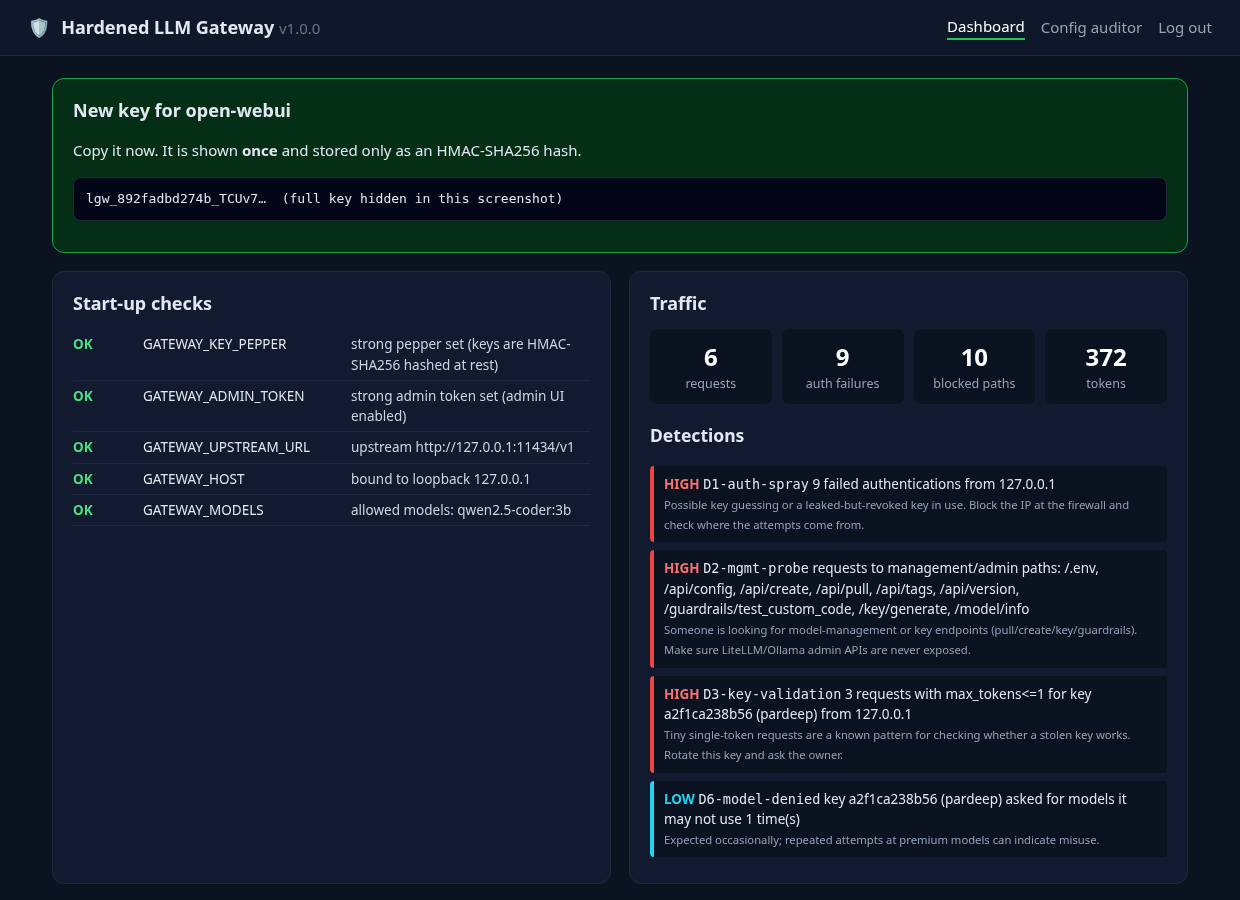 Hardened LLM Gateway v1.0.0
Dashboard Config auditor Log out
New key for open-webui
Copy it now. It is shown once and stored only as an HMAC-SHA256 hash.
lgw_892fadbd274b_TCUv7… (full key hidden in this screenshot)
Start-up checks
OK GATEWAY_KEY_PEPPER strong pepper set (keys are HMAC-
SHA256 hashed at rest)
OK GATEWAY_ADMIN_TOKEN strong admin token set (admin UI
enabled)
OK GATEWAY_UPSTREAM_URL upstream http://127.0.0.1:11434/v1
OK GATEWAY_HOST bound to loopback 127.0.0.1
OK GATEWAY_MODELS allowed models: qwen2.5-coder:3b
Traffic
6 9 10 372
requests auth failures blocked paths tokens
Detections
HIGH D1-auth-spray 9 failed authentications from 127.0.0.1
Possible key guessing or a leaked-but-revoked key in use. Block the IP at the firewall and
check where the attempts come from.
HIGH D2-mgmt-probe requests to management/admin paths: /.env,
/api/config, /api/create, /api/pull, /api/tags, /api/version,
/guardrails/test_custom_code, /key/generate, /model/info
Someone is looking for model-management or key endpoints (pull/create/key/guardrails).
Make sure LiteLLM/Ollama admin APIs are never exposed.
HIGH D3-key-validation 3 requests with max_tokens<=1 for key
a2f1ca238b56 (pardeep) from 127.0.0.1
Tiny single-token requests are a known pattern for checking whether a stolen key works.
Rotate this key and ask the owner.
LOW D6-model-denied key a2f1ca238b56 (pardeep) asked for models it
may not use 1 time(s)
Expected occasionally; repeated attempts at premium models can indicate misuse.